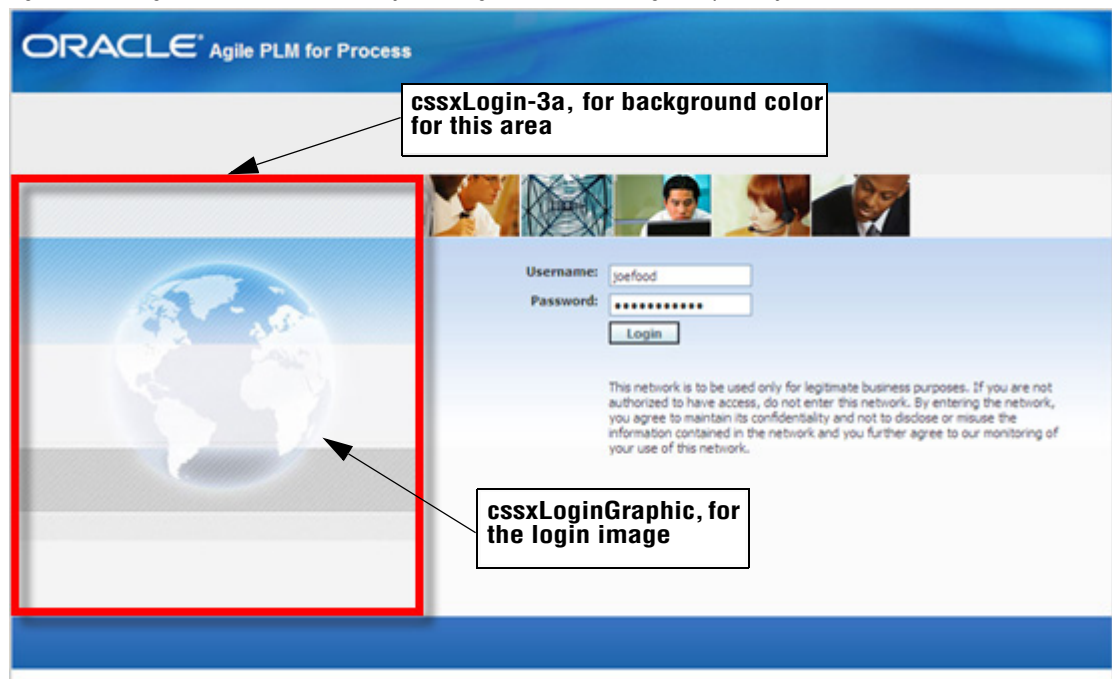 ORACLE® Agile PLM for Process
cssxLogin-3a, for background color
for this area
Username: joefood
Password: •••••••••••
Login
This network is to be used only for legitimate business purposes. If you are not
authorized to have access, do not enter this network. By entering the network,
you agree to maintain its confidentiality and not to disclose or misuse the
information contained in the network and you further agree to our monitoring of
your use of this network.
cssxLoginGraphic, for
the login image